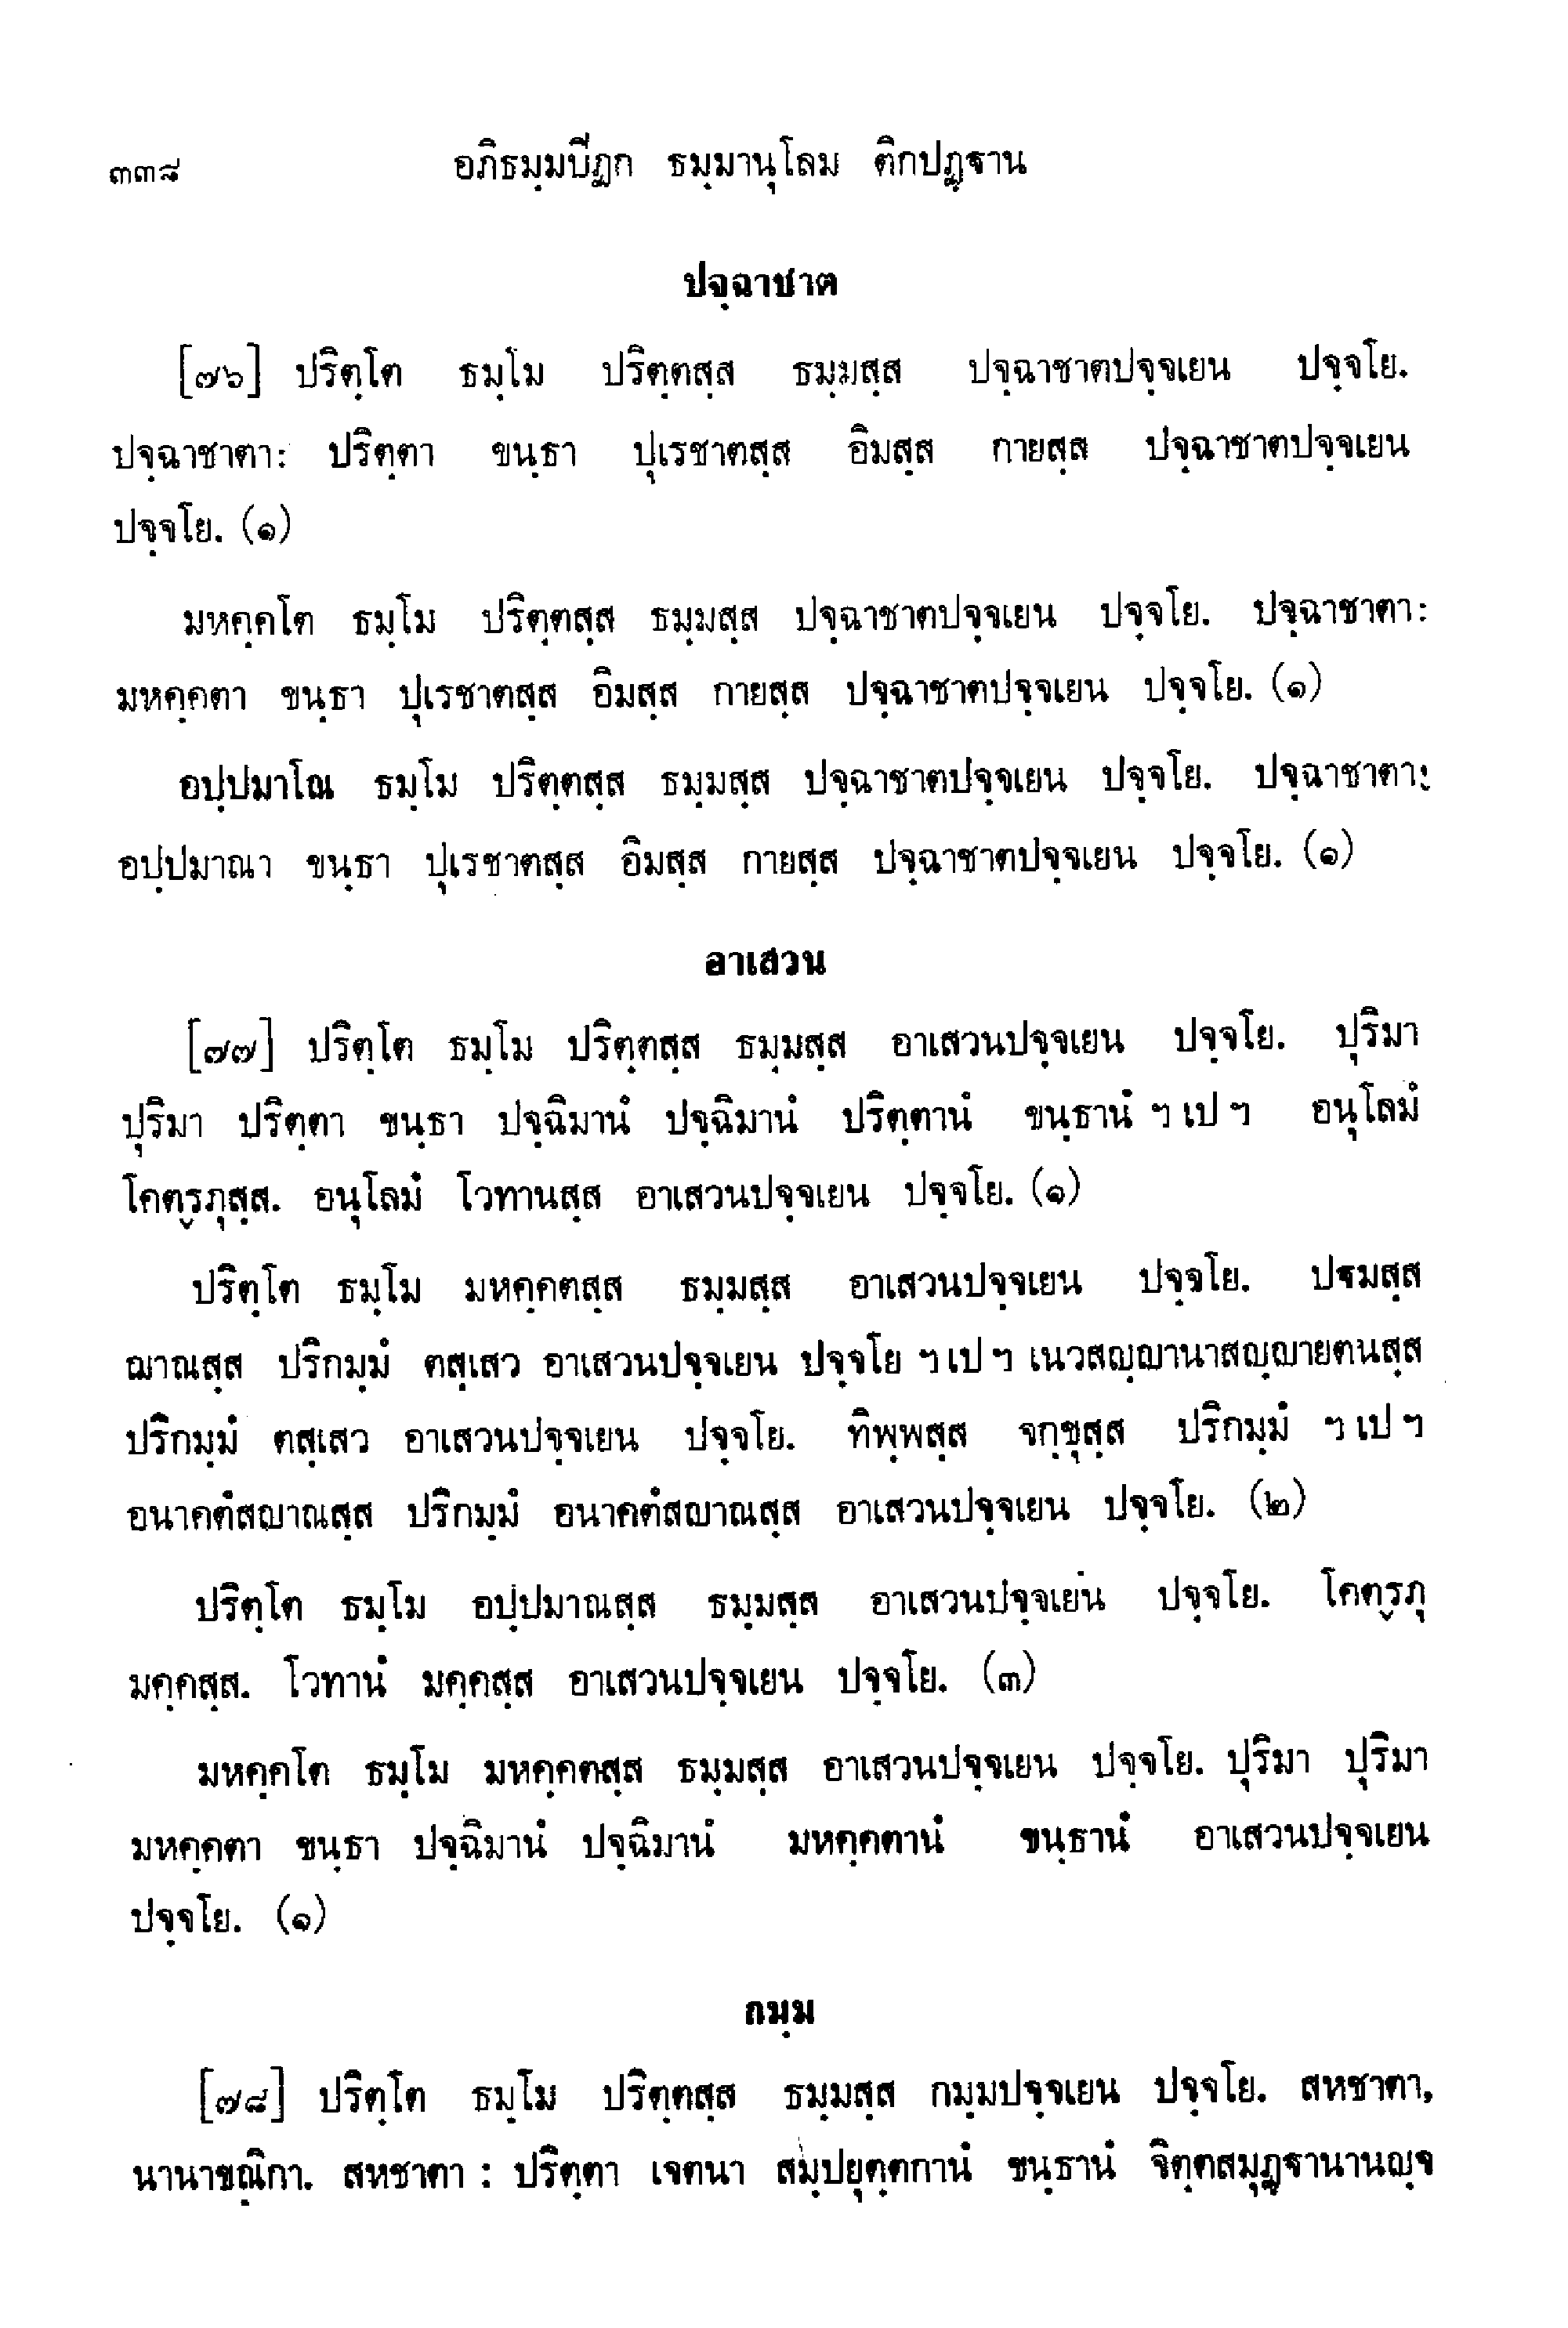 ๓๓๘ อภิธมฺมปิฏก ธมฺมานุโลม ติกปฏฺฐาน
ปจฺฉาชาต
[๗๖] ปริตฺโต ธมฺโม ปริตฺตสฺส ธมฺมสฺส ปจฺฉาชาตปจฺจเยน ปจฺจโย.
ปจฺฉาชาตา: ปริตฺตา ขนฺธา ปุเรชาตสฺส อิมสฺส กายสฺส ปจฺฉาชาตปจฺจเยน
ปจฺจโย. (๑)
มหคฺคโต ธมฺโม ปริตฺตสฺส ธมฺมสฺส ปจฺฉาชาตปจฺจเยน ปจฺจโย. ปจฺฉาชาตา:
มหคฺคตา ขนฺธา ปุเรชาตสฺส อิมสฺส กายสฺส ปจฺฉาชาตปจฺจเยน ปจฺจโย. (๑)
อปฺปมาโณ ธมฺโม ปริตฺตสฺส ธมฺมสฺส ปจฺฉาชาตปจฺจเยน ปจฺจโย. ปจฺฉาชาตา:
อปฺปมาณา ขนฺธา ปุเรชาตสฺส อิมสฺส กายสฺส ปจฺฉาชาตปจฺจเยน ปจฺจโย. (๑)
อาเสวน
[๗๗] ปริตฺโต ธมฺโม ปริตฺตสฺส ธมฺมสฺส อาเสวนปจฺจเยน ปจฺจโย. ปุริมา
ปุริมา ปริตฺตา ขนฺธา ปจฺฉิมานํ ปจฺฉิมานํ ปริตฺตานํ ขนฺธานํ ฯ เป ฯ อนุโลมํ
โคตฺรภุสฺส. อนุโลมํ โวทานสฺส อาเสวนปจฺจเยน ปจฺจโย. (๑)
ปริตฺโต ธมฺโม มหคฺคตสฺส ธมฺมสฺส อาเสวนปจฺจเยน ปจฺจโย. ปฐมสฺส
ฌาณสฺส ปริกมฺมํ ตสฺเสว อาเสวนปจฺจเยน ปจฺจโย ฯ เป ฯ เนวสญฺญานาสญฺญายตนสฺส
ปริกมฺมํ ตสฺเสว อาเสวนปจฺจเยน ปจฺจโย. ทิพฺพสฺส จกฺขุสฺส ปริกมฺมํ ฯ เป ฯ
อนาคตํสญาณสฺส ปริกมฺมํ อนาคตํสญาณสฺส อาเสวนปจฺจเยน ปจฺจโย. (๒)
ปริตฺโต ธมฺโม อปฺปมาณสฺส ธมฺมสฺส อาเสวนปจฺจเยน ปจฺจโย. โคตฺรภุ
มคฺคสฺส. โวทานํ มคฺคสฺส อาเสวนปจฺจเยน ปจฺจโย. (๓)
มหคฺคโต ธมฺโม มหคฺคตสฺส ธมฺมสฺส อาเสวนปจฺจเยน ปจฺจโย. ปุริมา ปุริมา
มหคฺคตา ขนฺธา ปจฺฉิมานํ ปจฺฉิมานํ มหคฺคตานํ ขนฺธานํ อาเสวนปจฺจเยน
ปจฺจโย. (๑)
กมฺม
[๗๘] ปริตฺโต ธมฺโม ปริตฺตสฺส ธมฺมสฺส กมฺมปจฺจเยน ปจฺจโย. สหชาตา,
นานาขณิกา. สหชาตา : ปริตฺตา เจตนา สมฺปยุตฺตกานํ ขนฺธานํ จิตฺตสมุฏฺฐานานญฺจ